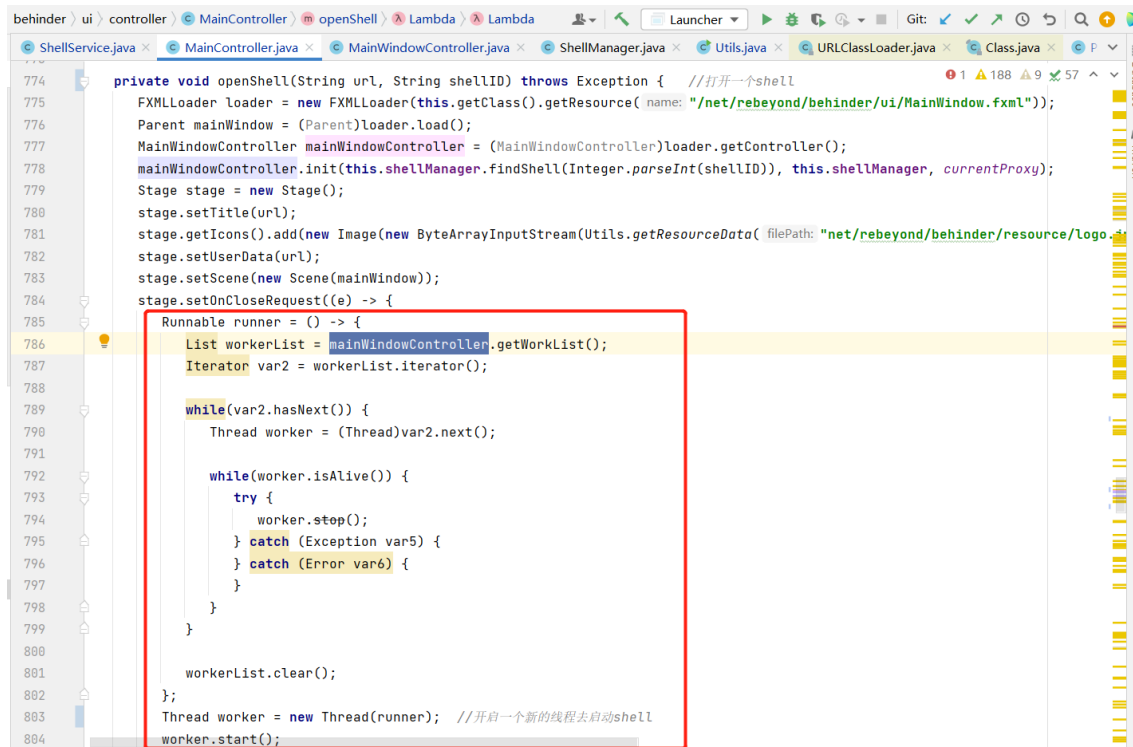 behinder 〉 ui 〉 controller 〉 C MainController 〉 m openShell 〉 λ Lambda 〉 λ Lambda Launcher Git:
ShellService.java × MainController.java × MainWindowController.java × ShellManager.java × Utils.java × URLClassLoader.java × Class.java × P
774 private void openShell(String url, String shellID) throws Exception { //打开一个shell 1 188 9 57
775 FXMLLoader loader = new FXMLLoader(this.getClass().getResource( name: "/net/rebeyond/behinder/ui/MainWindow.fxml"));
776 Parent mainWindow = (Parent)loader.load();
777 MainWindowController mainWindowController = (MainWindowController)loader.getController();
778 mainWindowController.init(this.shellManager.findShell(Integer.parseInt(shellID)), this.shellManager, currentProxy);
779 Stage stage = new Stage();
780 stage.setTitle(url);
781 stage.getIcons().add(new Image(new ByteArrayInputStream(Utils.getResourceData( filePath: "net/rebeyond/behinder/resource/logo.j
782 stage.setUserData(url);
783 stage.setScene(new Scene(mainWindow));
784 stage.setOnCloseRequest((e) -> {
785 Runnable runner = () -> {
786 List workerList = mainWindowController.getWorkList();
787 Iterator var2 = workerList.iterator();
788
789 while(var2.hasNext()) {
790 Thread worker = (Thread)var2.next();
791
792 while(worker.isAlive()) {
793 try {
794 worker.stop();
795 } catch (Exception var5) {
796 } catch (Error var6) {
797 }
798 }
799 }
800
801 workerList.clear();
802 };
803 Thread worker = new Thread(runner); //开启一个新的线程去启动shell
804 worker.start();